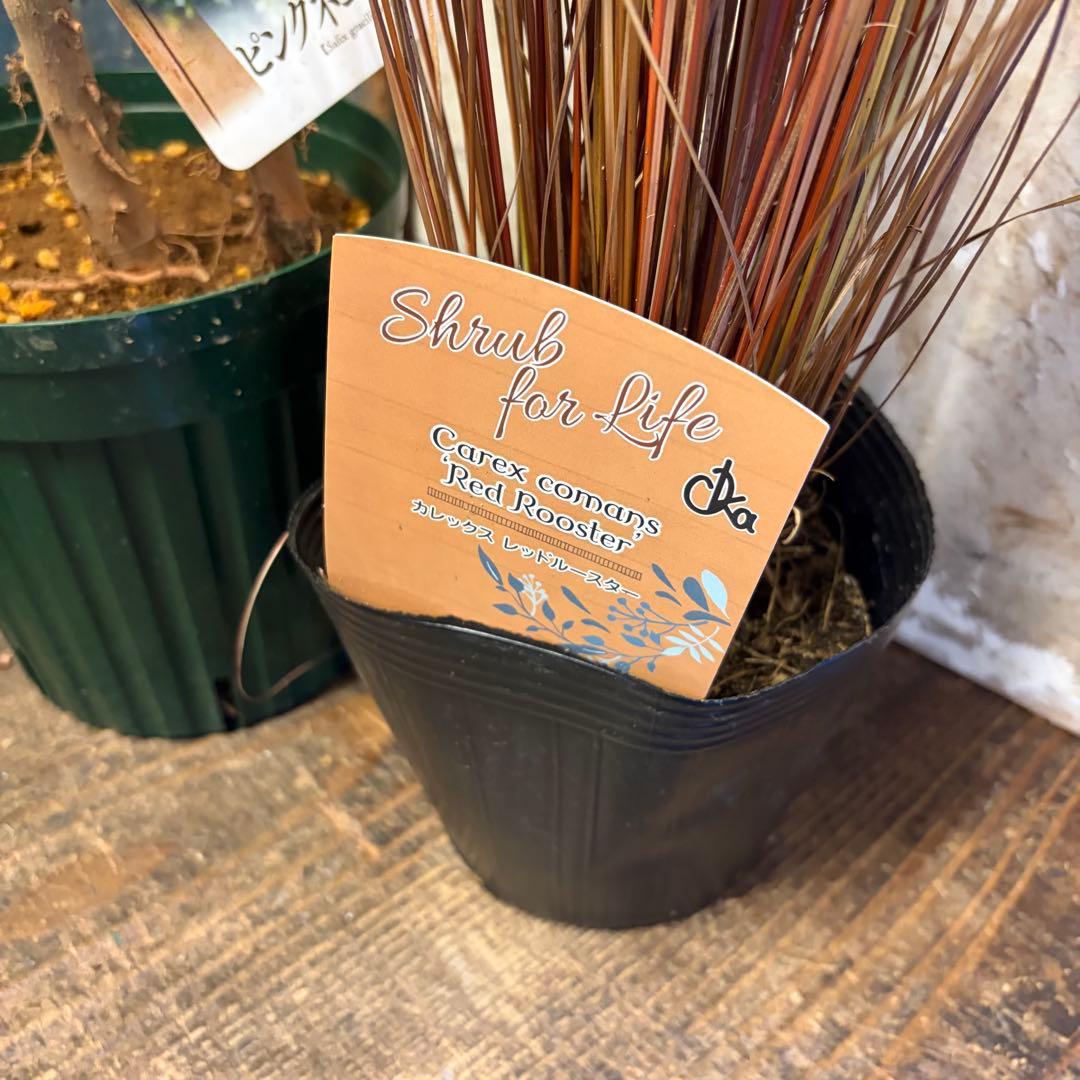 ピンクネ
【Salix
Shrub
for Life
Carex comans
'Red Rooster'
カレックス レッドルースター